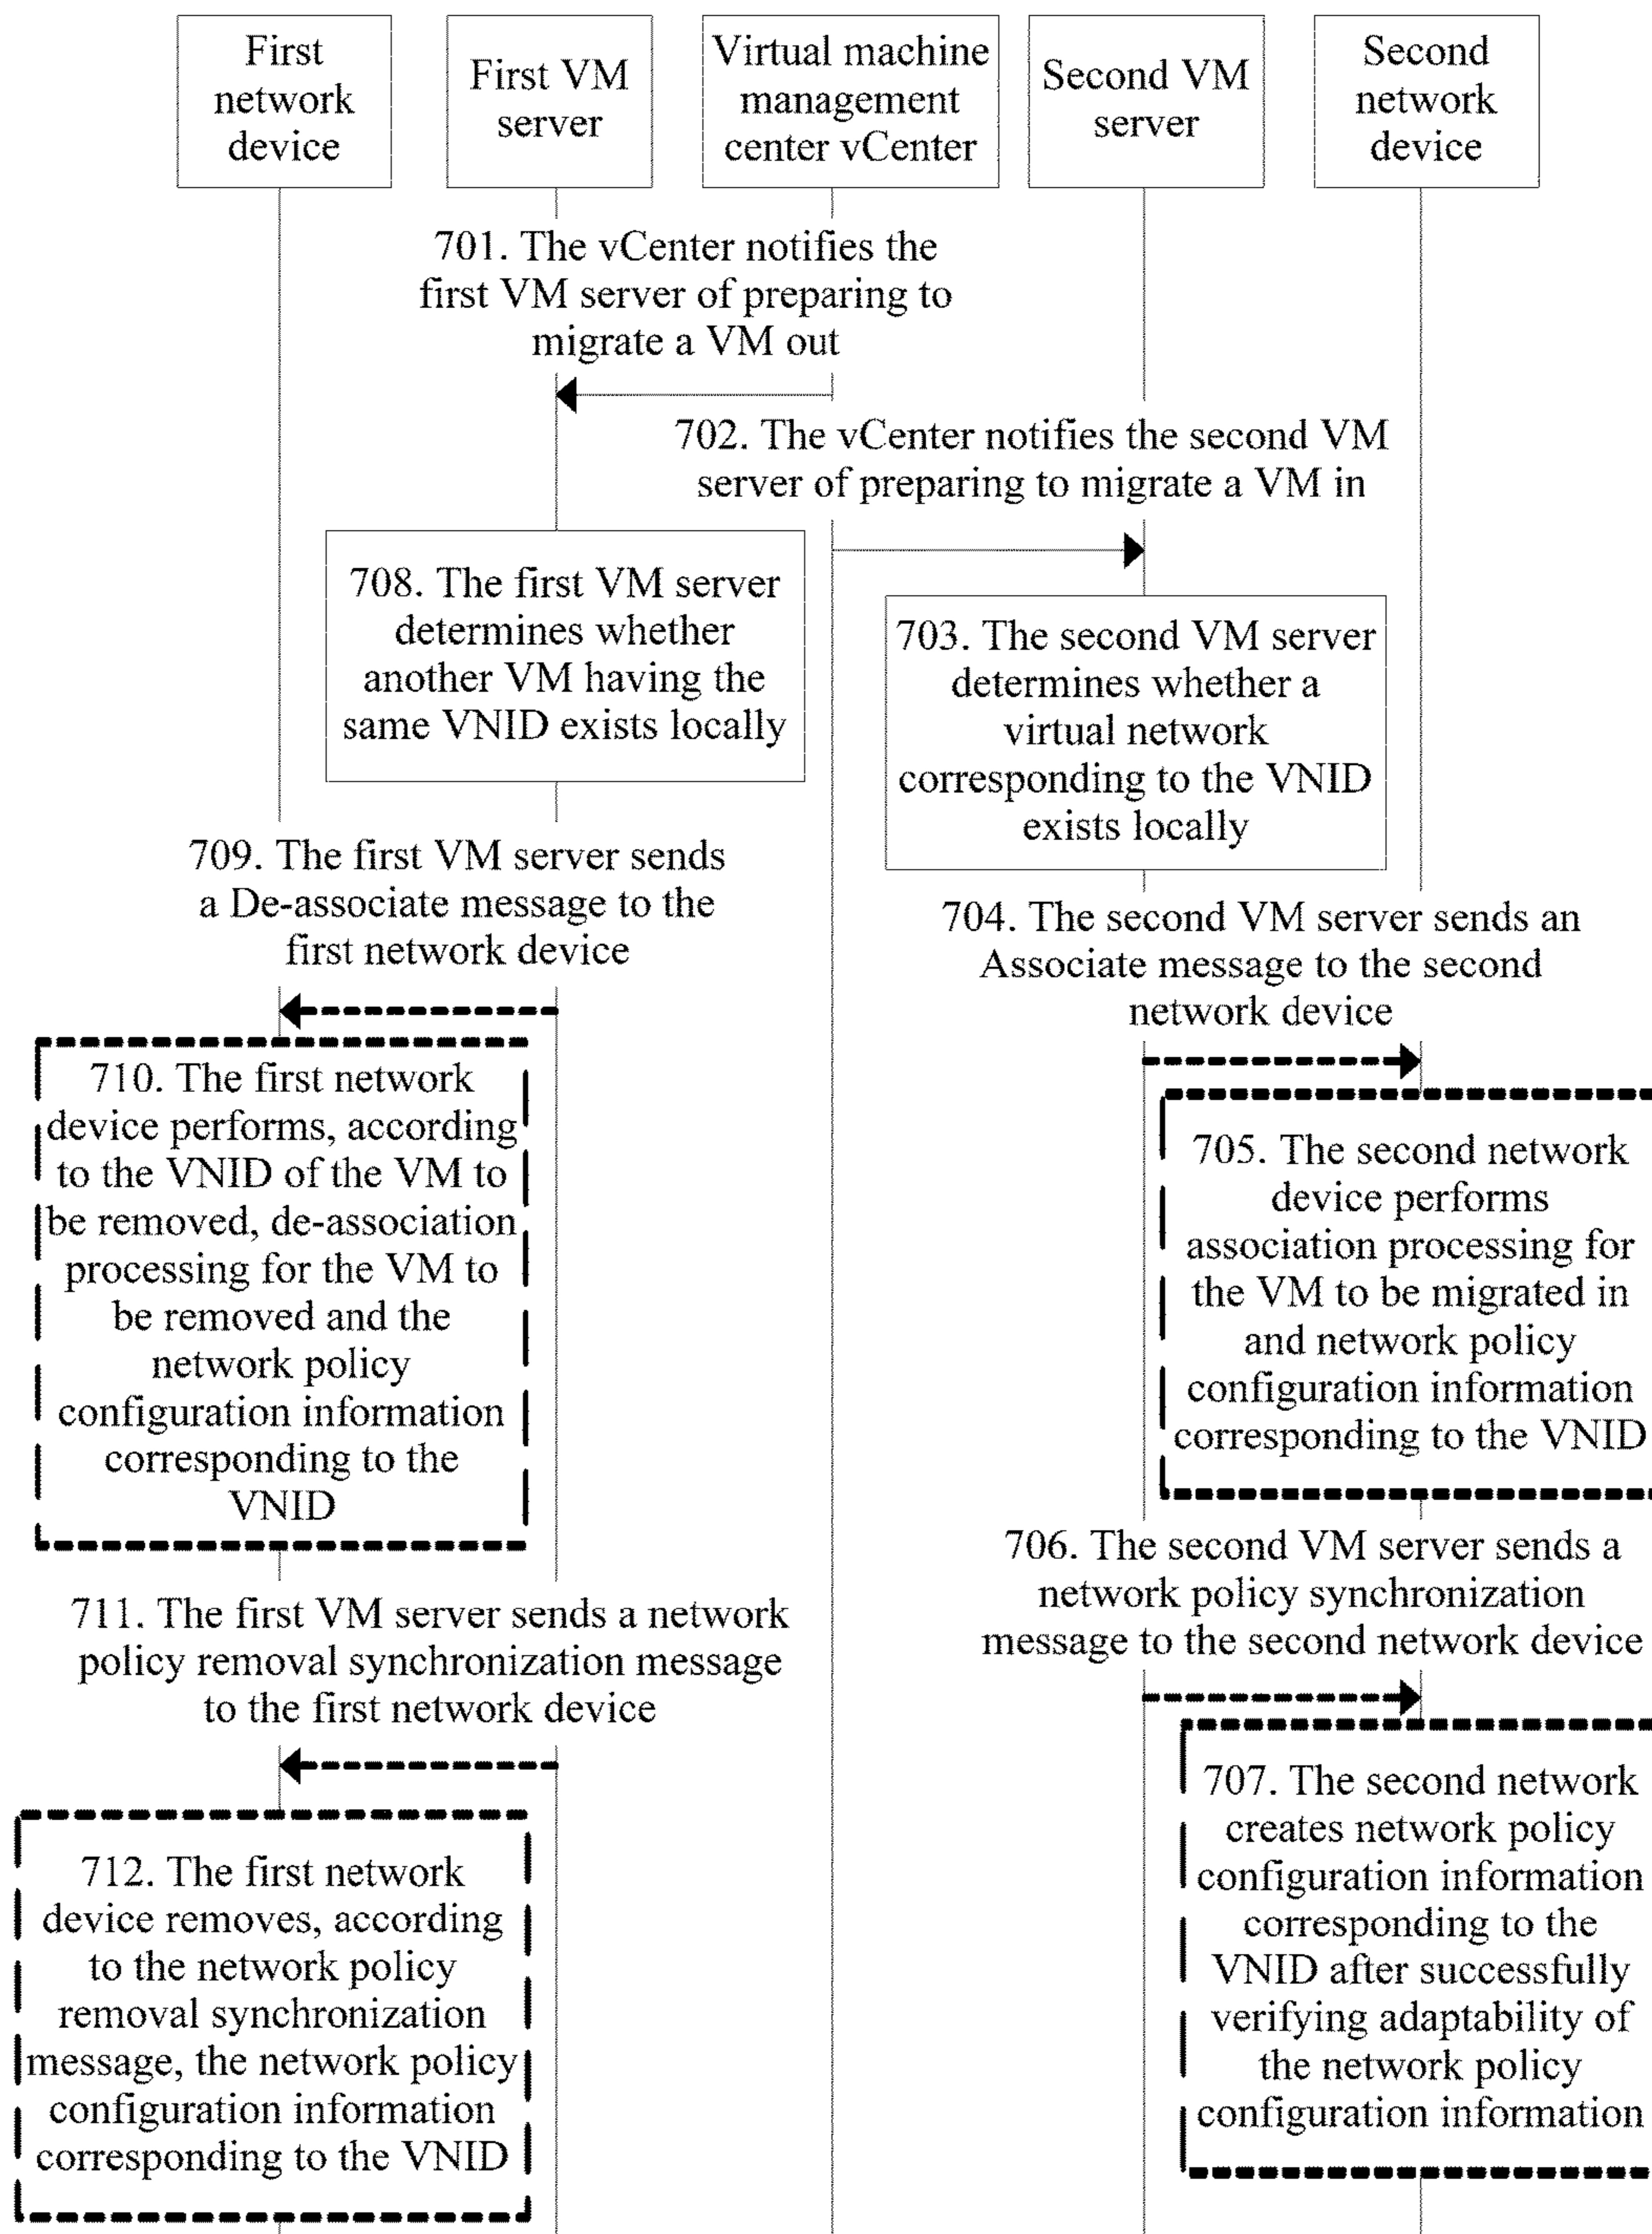 First
network
device
First VM
server
Virtual machine
management
center vCenter
Second VM
server
Second
network
device
701. The vCenter notifies the
first VM server of preparing to
migrate a VM out
702. The vCenter notifies the second VM
server of preparing to migrate a VM in
708. The first VM server
determines whether
another VM having the
same VNID exists locally
703. The second VM server
determines whether a
virtual network
corresponding to the VNID
exists locally
709. The first VM server sends
a De-associate message to the
first network device
704. The second VM server sends an
Associate message to the second
network device
710. The first network
device performs, according
to the VNID of the VM to
be removed, de-association
processing for the VM to
be removed and the
network policy
configuration information
corresponding to the
VNID
705. The second network
device performs
association processing for
the VM to be migrated in
and network policy
configuration information
corresponding to the VNID
706. The second VM server sends a
network policy synchronization
message to the second network device
711. The first VM server sends a network
policy removal synchronization message
to the first network device
707. The second network
creates network policy
configuration information
corresponding to the
VNID after successfully
verifying adaptability of
the network policy
configuration information
712. The first network
device removes, according
to the network policy
removal synchronization
message, the network policy
configuration information
corresponding to the VNID